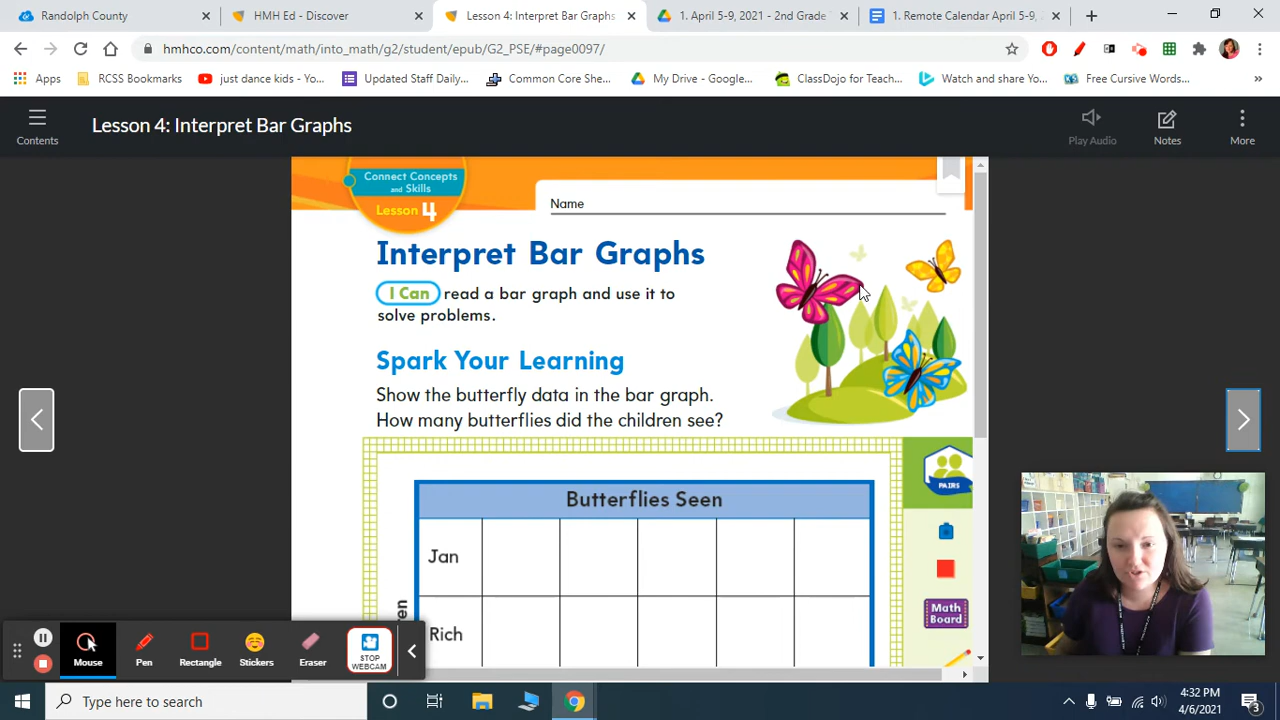 Randolph County
HMH Ed - Discover
Lesson 4: Interpret Bar Graphs
1. April 5-9, 2021 - 2nd Grade
1. Remote Calendar April 5-9,
hmhco.com/content/math/into_math/g2/student/epub/G2_PSE/#page0097/
Apps
RCSS Bookmarks
just dance kids - Yo...
Updated Staff Daily...
Common Core She...
My Drive - Google...
ClassDojo for Teach...
Watch and share Yo...
Free Cursive Words...
Contents
Lesson 4: Interpret Bar Graphs
Play Audio
Notes
More
Connect Concepts
and Skills
Lesson 4
Name
Interpret Bar Graphs
I Can read a bar graph and use it to
solve problems.
Spark Your Learning
Show the butterfly data in the bar graph.
How many butterflies did the children see?
PAIRS
Butterflies Seen
Jan
Rich
Math
Board
Mouse
Pen
Rectangle
Stickers
Eraser
STOP
WEBCAM
Type here to search
4:32 PM
4/6/2021
3